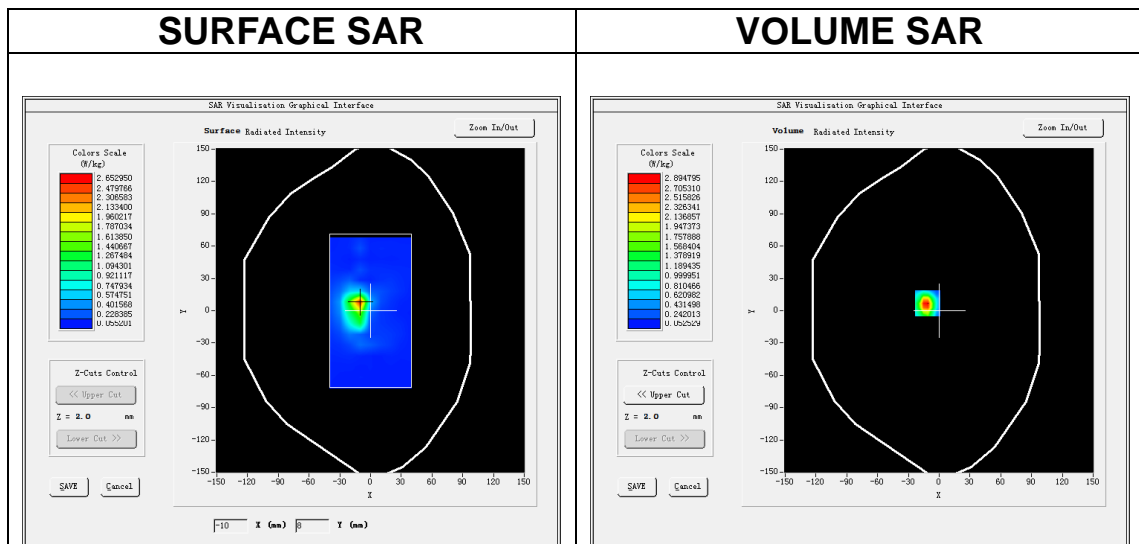 SURFACE SAR
VOLUME SAR
SAR Visualisation Graphical Interface
Surface Radiated Intensity
Zoom In/Out
Colors Scale
(W/kg)
2.652950
2.479766
2.306583
2.133400
1.960217
1.787034
1.613850
1.440667
1.267484
1.094301
0.921117
0.747934
0.574751
0.401568
0.228385
0.055201
150
120
90
60
30
0
-30
-60
-90
-120
-150
Y
-150 -120 -90 -60 -30 0 30 60 90 120 150
X
Z-Cuts Control
<< Upper Cut
Z = 2.0 mm
Lower Cut >>
SAVE Cancel
-10 X (mm) 8 Y (mm)
SAR Visualisation Graphical Interface
Volume Radiated Intensity
Zoom In/Out
Colors Scale
(W/kg)
2.894795
2.705310
2.515826
2.326341
2.136857
1.947373
1.757888
1.568404
1.378919
1.189435
0.999951
0.810466
0.620982
0.431498
0.242013
0.052529
150
120
90
60
30
0
-30
-60
-90
-120
-150
Y
-150 -120 -90 -60 -30 0 30 60 90 120 150
X
Z-Cuts Control
<< Upper Cut
Z = 2.0 mm
Lower Cut >>
SAVE Cancel